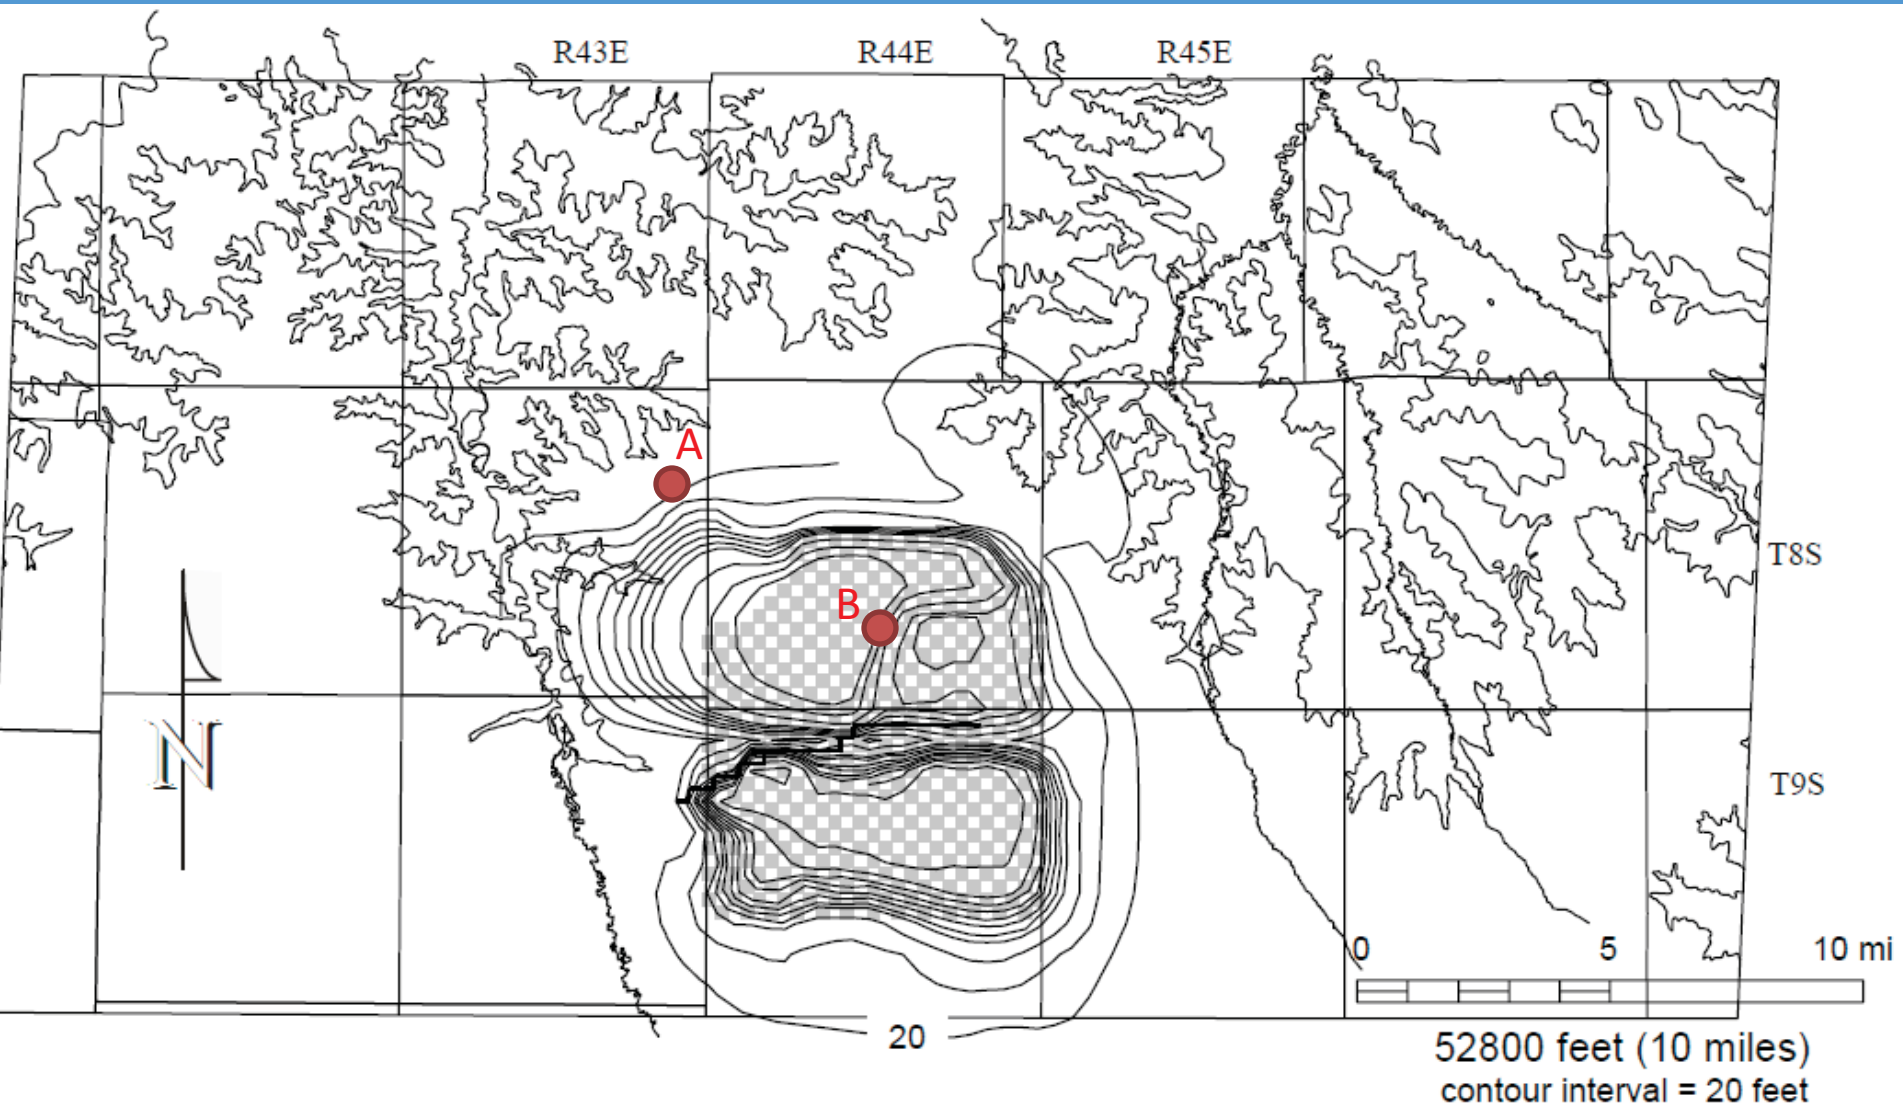 R43E R44E R45E
A
B
T8S
N
T9S
0 5 10 mi
20
52800 feet (10 miles)
contour interval = 20 feet